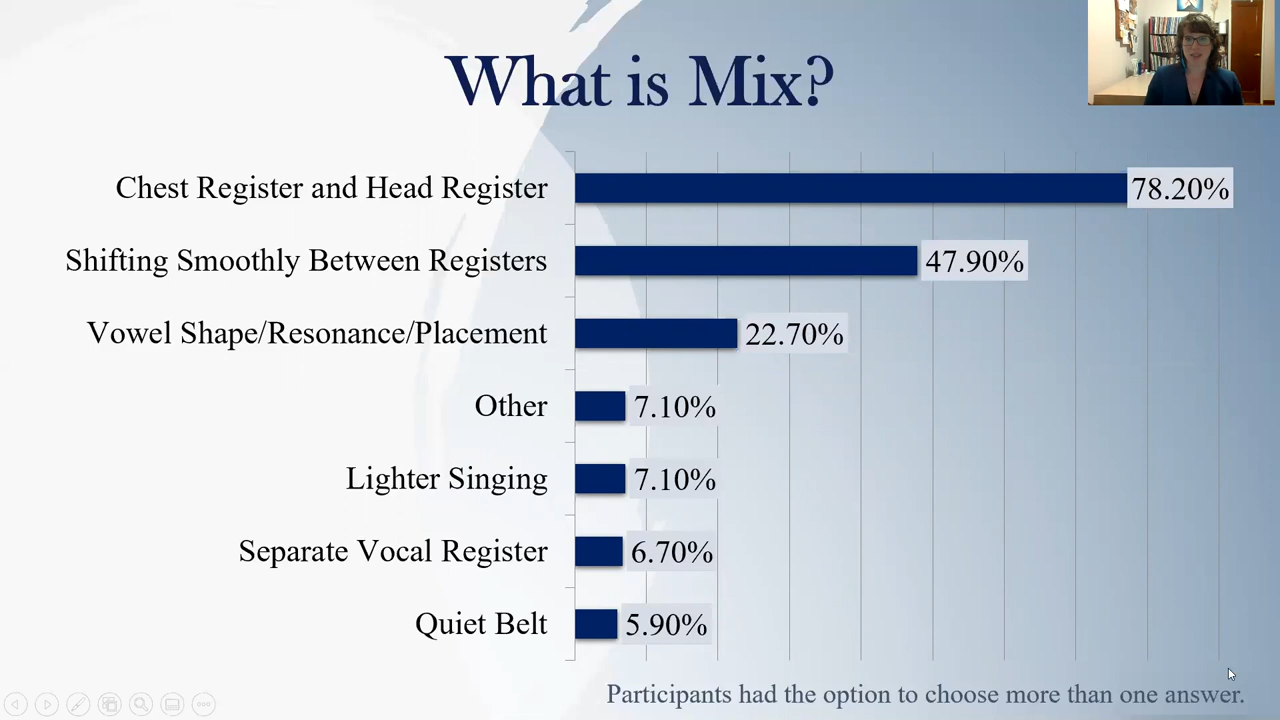 What is Mix?
Chest Register and Head Register
78.20%
Shifting Smoothly Between Registers
47.90%
Vowel Shape/Resonance/Placement
22.70%
Other
7.10%
Lighter Singing
7.10%
Separate Vocal Register
6.70%
Quiet Belt
5.90%
Participants had the option to choose more than one answer.